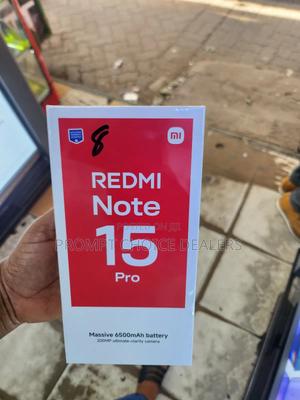 8
mi
REDMI
Note
15
Pro
PROMPT CHOICE DEALERS
Massive 6500mAh battery
200MP ultimate-clarity camera